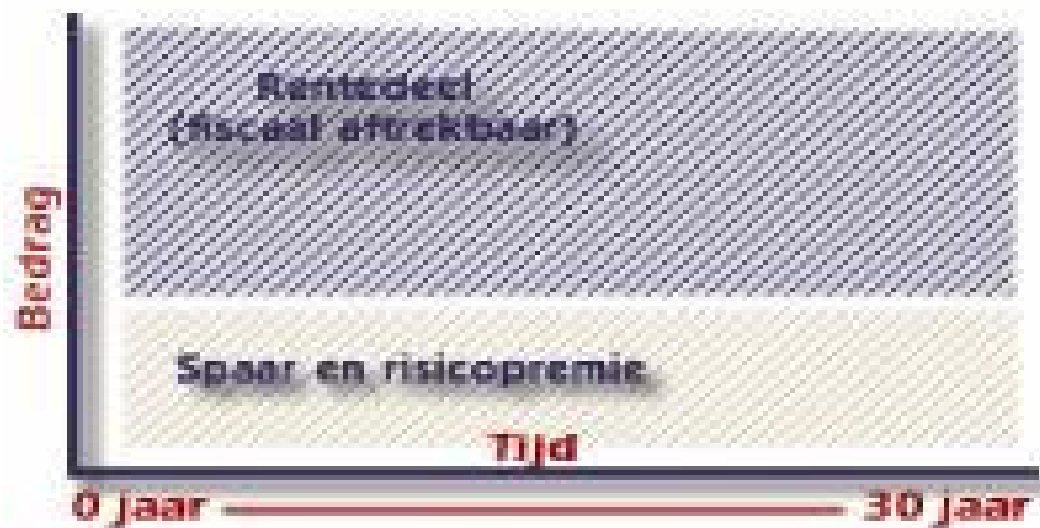 Rentedeel
(fiscaal aftrekbaar)
Bedrag
Spaar en risicopremie
Tijd
0 jaar
30 jaar